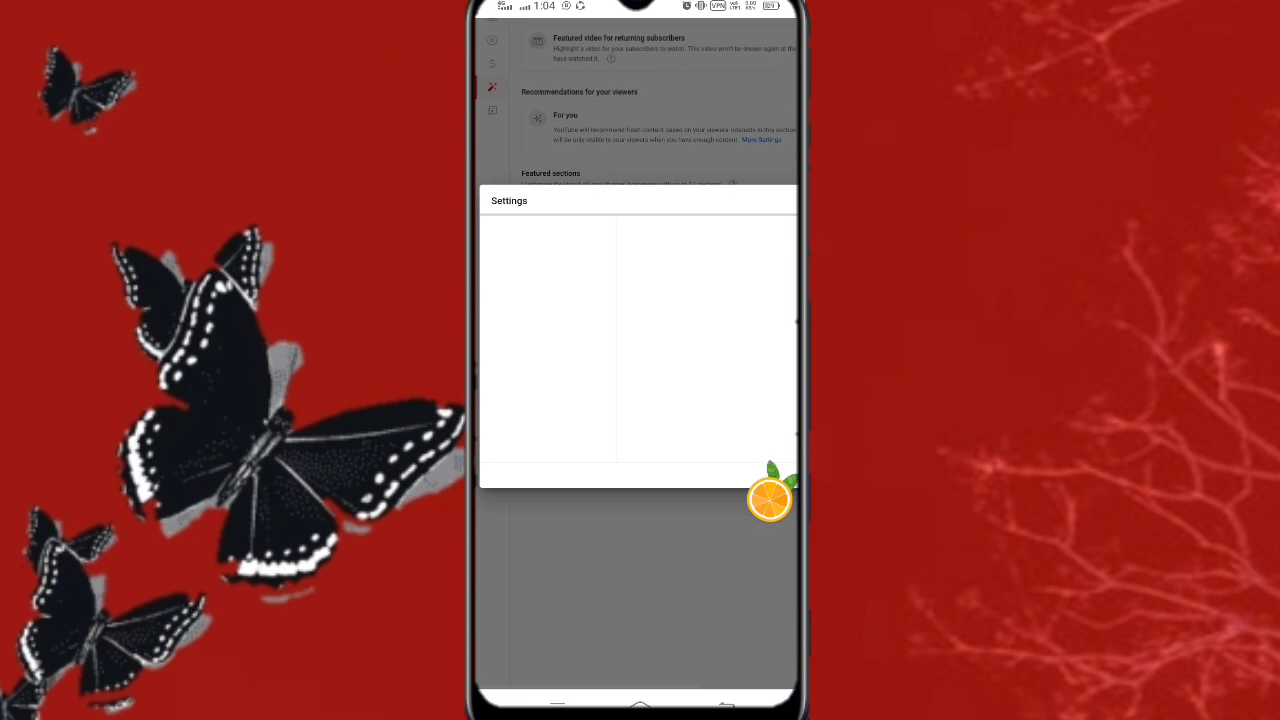 1:04
VPN
Featured video for returning subscribers
Highlight a video for your subscribers to watch. This video won't be shown again at the
have watched it.
Recommendations for your viewers
For you
YouTube will recommend fresh content based on your viewers' interests in this section
will be only visible to your viewers when you have enough content. More Settings
Featured sections
Settings